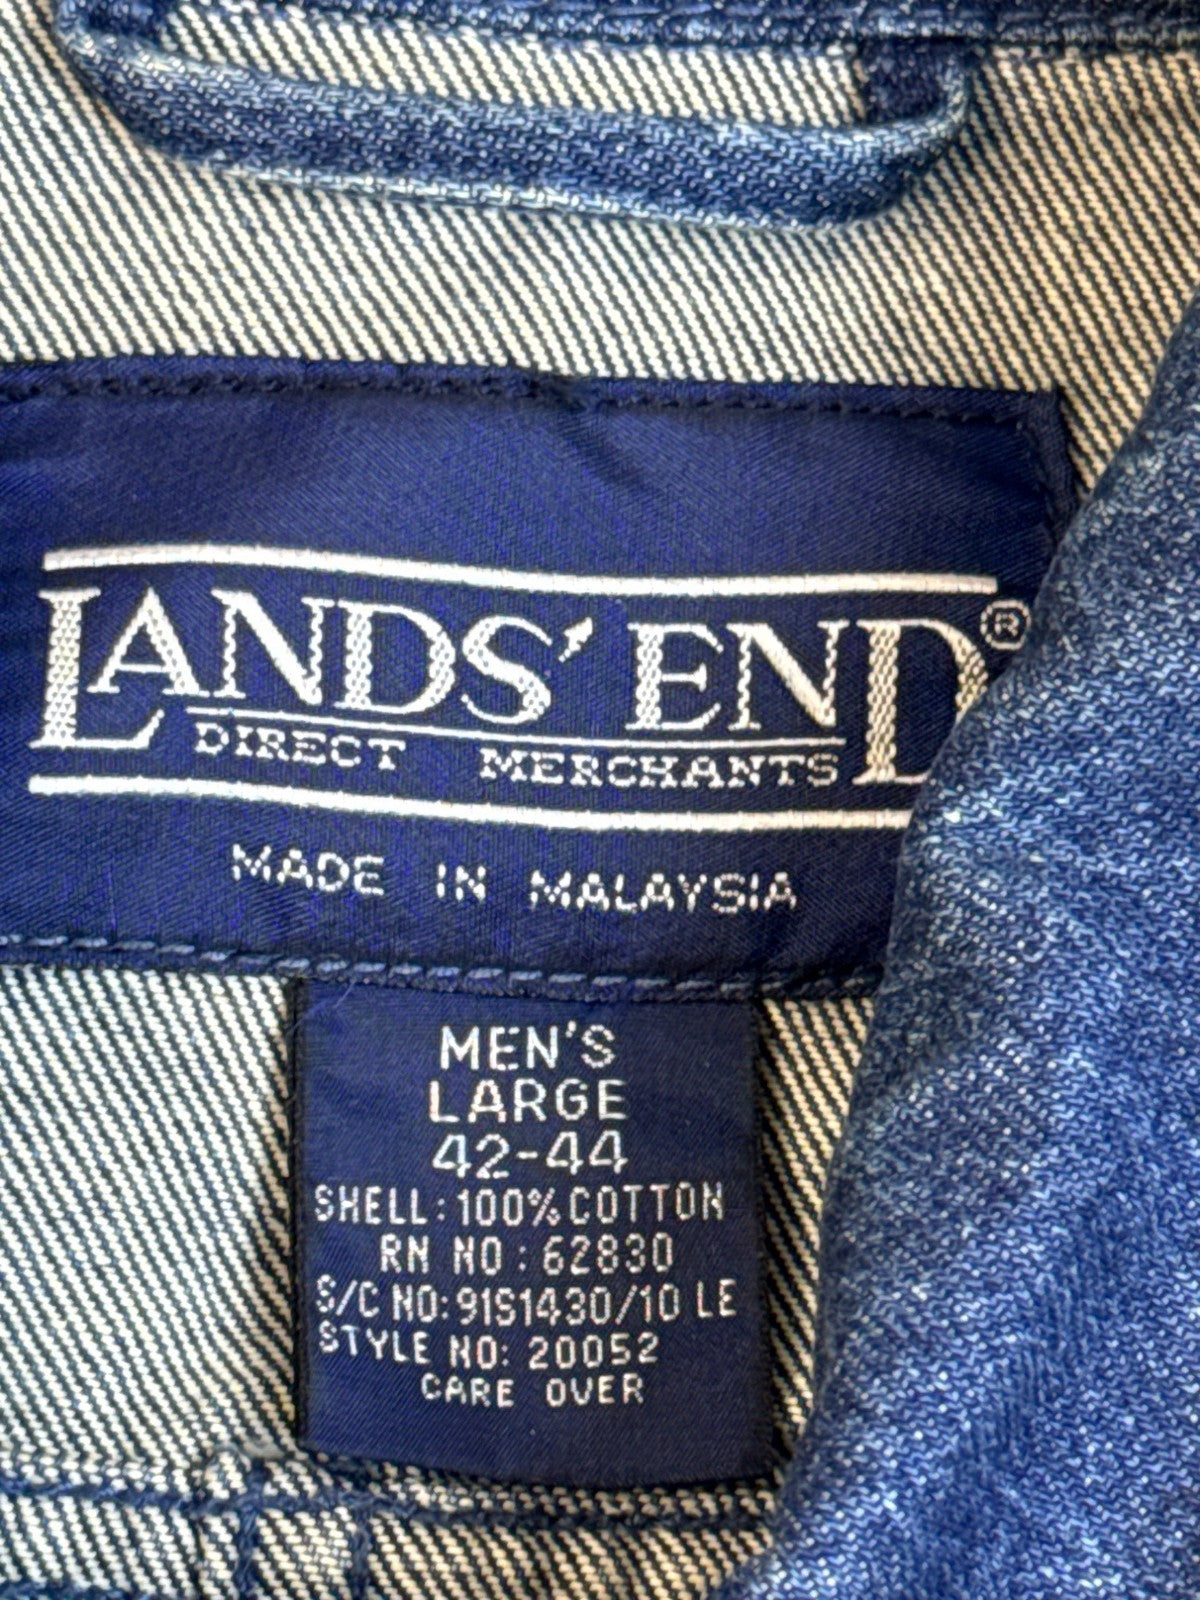 LANDS' END®
DIRECT MERCHANTS
MADE IN MALAYSIA
MEN'S
LARGE
42-44
SHELL: 100% COTTON
RN NO: 62830
S/C NO: 91S1430/10 LE
STYLE NO: 20052
CARE OVER